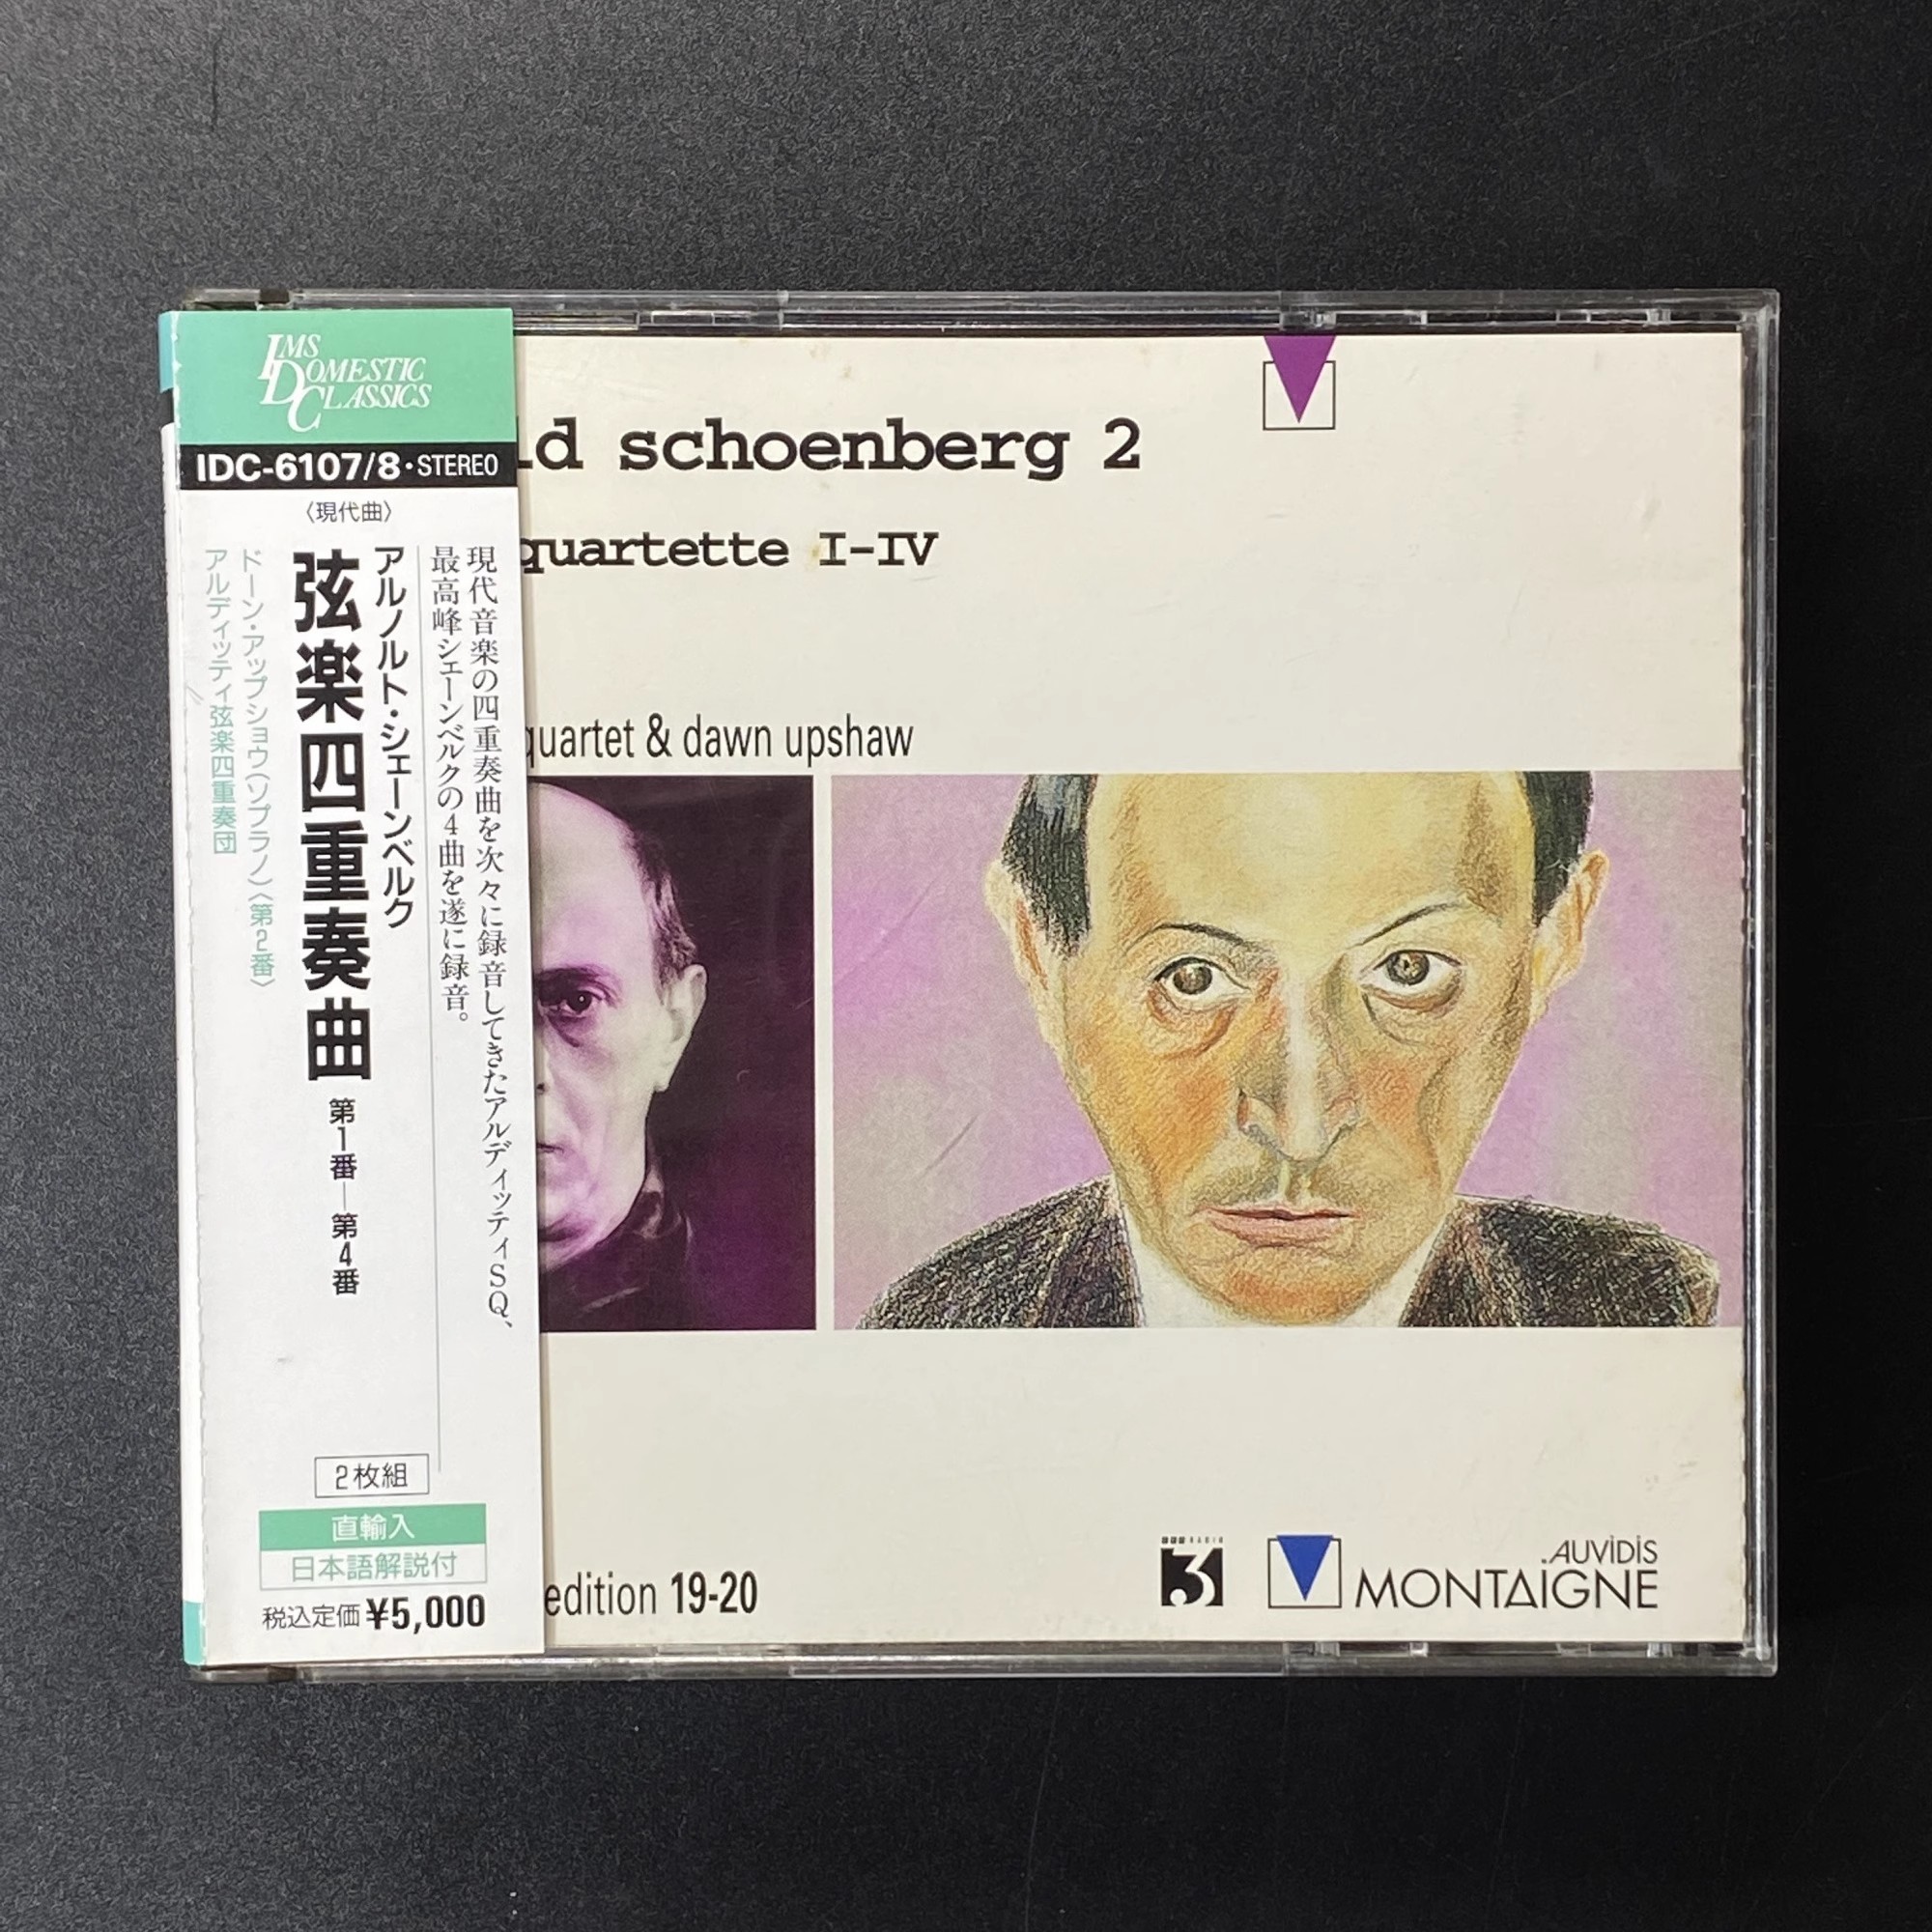 IMS
DOMESTIC
CLASSICS
IDC-6107/8・STEREO
〈現代曲〉
現代音楽の四重奏曲を次々に録音してきたアルディッティSQ、
最高峰シェーンベルクの4曲を遂に録音。
アルノルト・シェーンベルク
弦楽四重奏曲 第1番―第4番
ドーン・アップショウ(ソプラノ)〈第2番〉
アルディッティ弦楽四重奏団
2枚組
直輸入
日本語解説付
税込定価¥5,000
ld schoenberg 2
quartette I-IV
quartet & dawn upshaw
edition 19-20
RADIO
3
AUVIDIS
MONTAIGNE